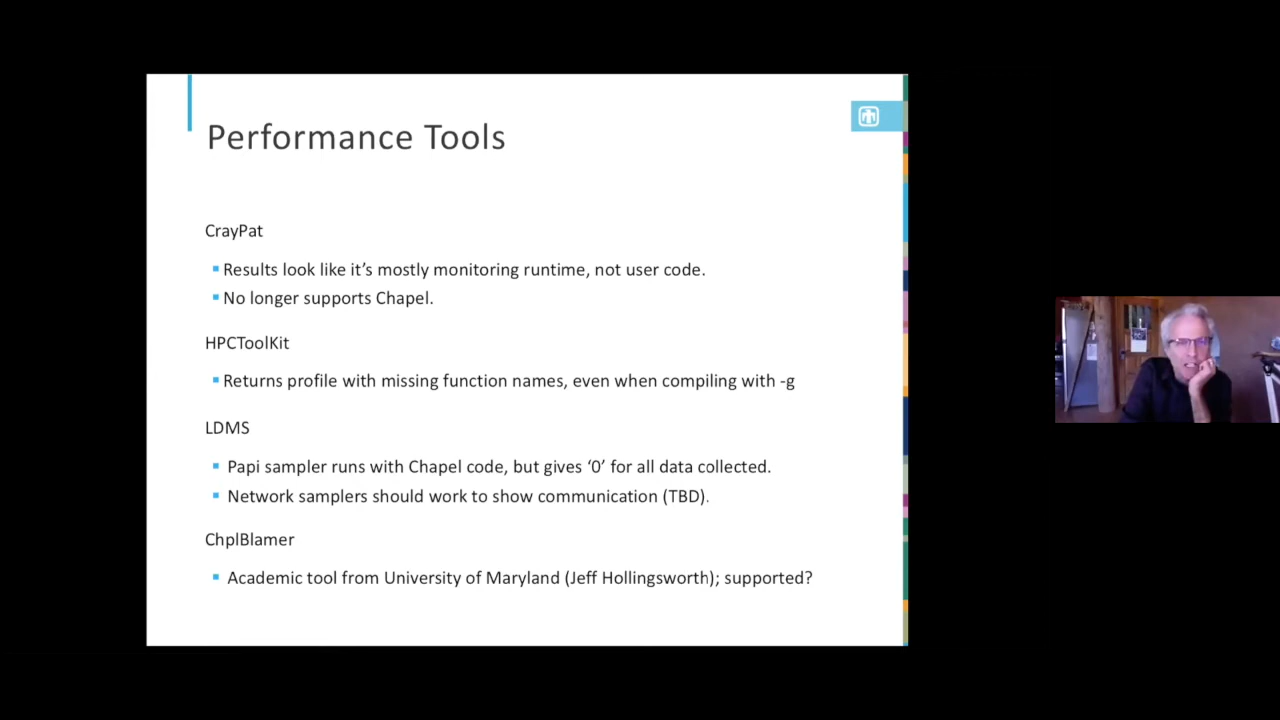 Performance Tools
CrayPat
Results look like it's mostly monitoring runtime, not user code.
No longer supports Chapel.
HPCToolKit
Returns profile with missing function names, even when compiling with -g
LDMS
Papi sampler runs with Chapel code, but gives '0' for all data collected.
Network samplers should work to show communication (TBD).
ChplBlamer
Academic tool from University of Maryland (Jeff Hollingsworth); supported?